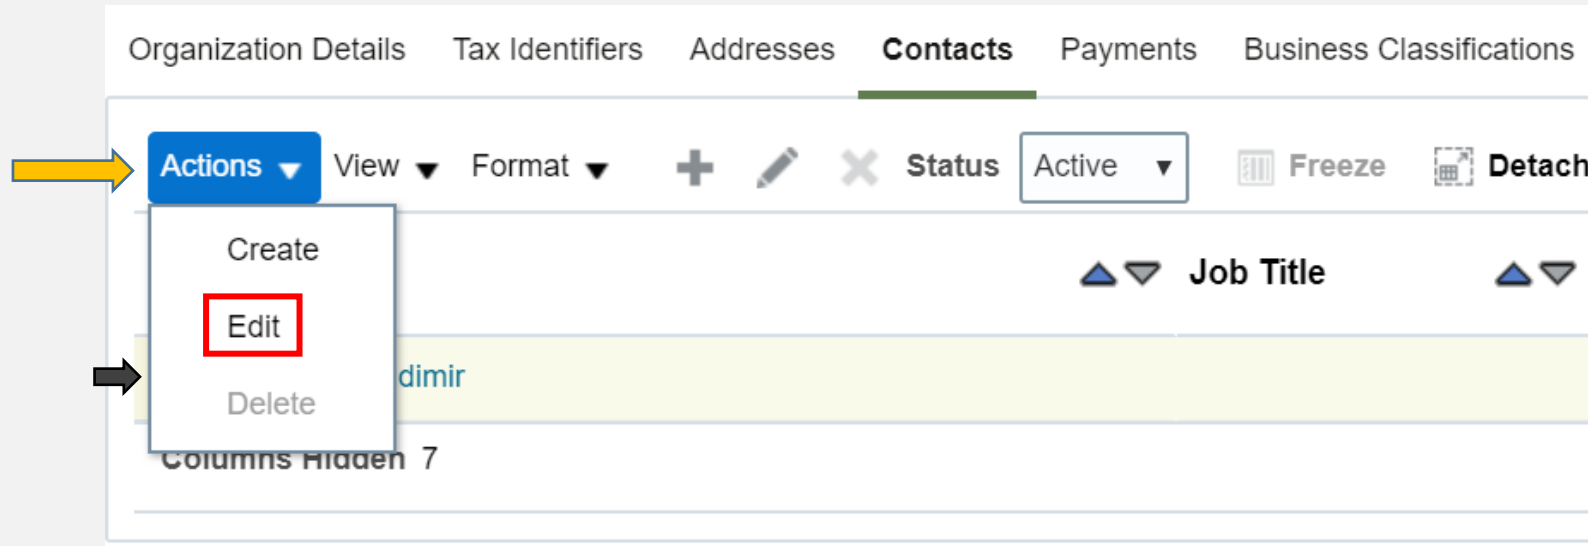 Organization Details Tax Identifiers Addresses Contacts Payments Business Classifications
Actions View Format Status Active Freeze Detach
Create
Job Title
Edit
dimir
Delete
Columns Hidden 7